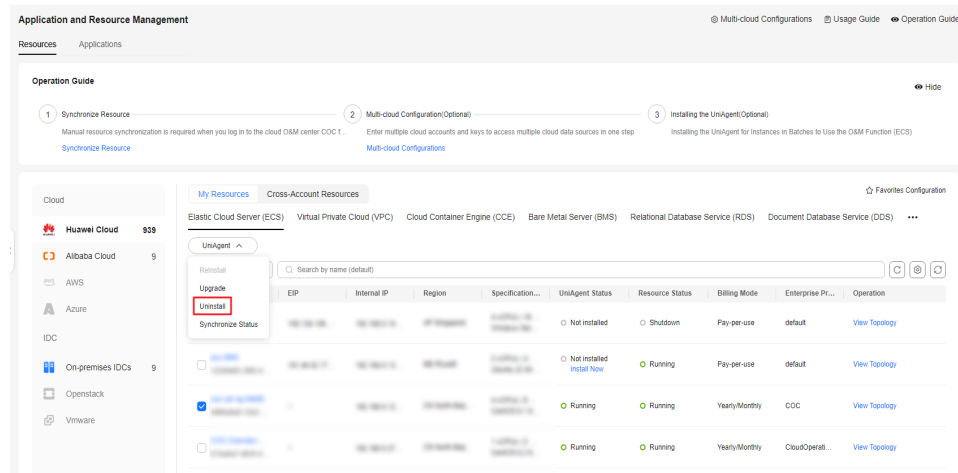 Application and Resource Management
Multi-cloud Configurations Usage Guide Operation Guide
Resources Applications
Operation Guide
Hide
1 Synchronize Resource 2 Multi-cloud Configuration(Optional) 3 Installing the UniAgent(Optional)
Manual resource synchronization is required when you log in to the cloud O&M center COC f... Enter multiple cloud accounts and keys to access multiple cloud data sources in one step Installing the UniAgent for Instances in Batches to Use the O&M Function (ECS)
Synchronize Resource Multi-cloud Configurations
My Resources Cross-Account Resources Favorites Configuration
Cloud
Elastic Cloud Server (ECS) Virtual Private Cloud (VPC) Cloud Container Engine (CCE) Bare Metal Server (BMS) Relational Database Service (RDS) Document Database Service (DDS) •••
Huawei Cloud 939
UniAgent
Alibaba Cloud 9
Reinstall
Search by name (default)
AWS
Upgrade
EIP Internal IP Region Specification... UniAgent Status Resource Status Billing Mode Enterprise Pr... Operation
Uninstall
Azure
Synchronize Status
Not installed Shutdown Pay-per-use default View Topology
IDC
On-premises IDCs 9
Not installed
Install Now
Running Pay-per-use default View Topology
Openstack
Running Running Yearly/Monthly COC View Topology
Vmware
Running Running Yearly/Monthly CloudOperati... View Topology